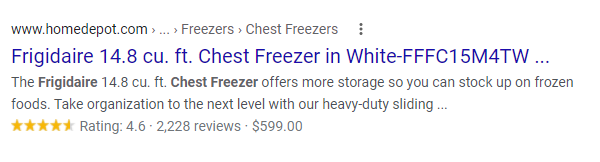 www.homedepot.com › ... › Freezers › Chest Freezers
Frigidaire 14.8 cu. ft. Chest Freezer in White-FFFC15M4TW ...
The Frigidaire 14.8 cu. ft. Chest Freezer offers more storage so you can stock up on frozen
foods. Take organization to the next level with our heavy-duty sliding ...
Rating: 4.6 · 2,228 reviews · $599.00